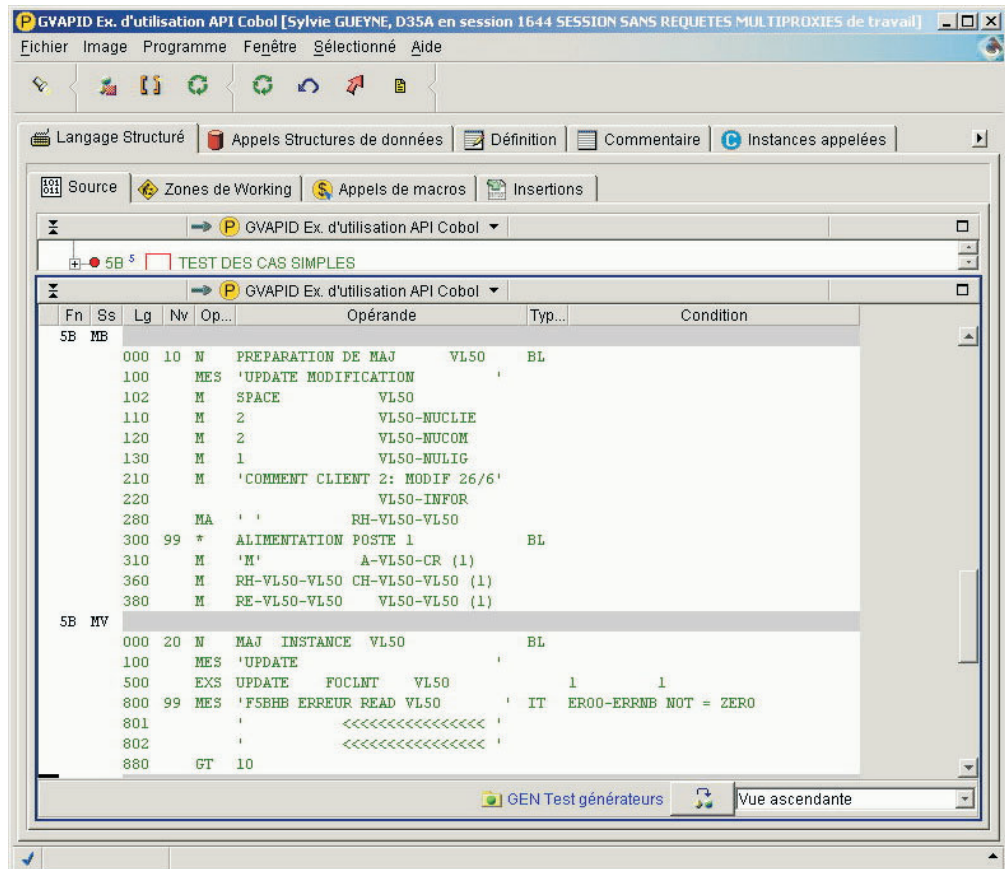 GVAPID Ex. d'utilisation API Cobol [Sylvie GUEYNE, D35A en session 1644 SESSION SANS REQUETES MULTIPROXIES de travail]
Fichier Image Programme Fenêtre Sélectionné Aide
Langage Structuré Appels Structures de données Définition Commentaire Instances appelées
Source Zones de Working Appels de macros Insertions
GVAPID Ex. d'utilisation API Cobol
5B 5 TEST DES CAS SIMPLES
GVAPID Ex. d'utilisation API Cobol
Fn Ss Lg Nv Op... Opérande Typ... Condition
5B MB
000 10 N PREPARATION DE MAJ VL50 BL
100 MES 'UPDATE MODIFICATION '
102 M SPACE VL50
110 M 2 VL50-NUCLIE
120 M 2 VL50-NUCOM
130 M 1 VL50-NULIG
210 M 'COMMENT CLIENT 2: MODIF 26/6'
220 VL50-INFOR
280 MA ' ' RH-VL50-VL50
300 99 * ALIMENTATION POSTE 1 BL
310 M 'M' A-VL50-CR (1)
360 M RH-VL50-VL50 CH-VL50-VL50 (1)
380 M RE-VL50-VL50 VL50-VL50 (1)
5B MV
000 20 N MAJ INSTANCE VL50 BL
100 MES 'UPDATE '
500 EXS UPDATE FOCLNT VL50 1 1
800 99 MES 'F5BHB ERREUR READ VL50 ' IT ER00-ERRNB NOT = ZERO
801 ' <<<<<<<<<<<<<<<< '
802 ' <<<<<<<<<<<<<<<< '
880 GT 10
GEN Test générateurs Vue ascendante